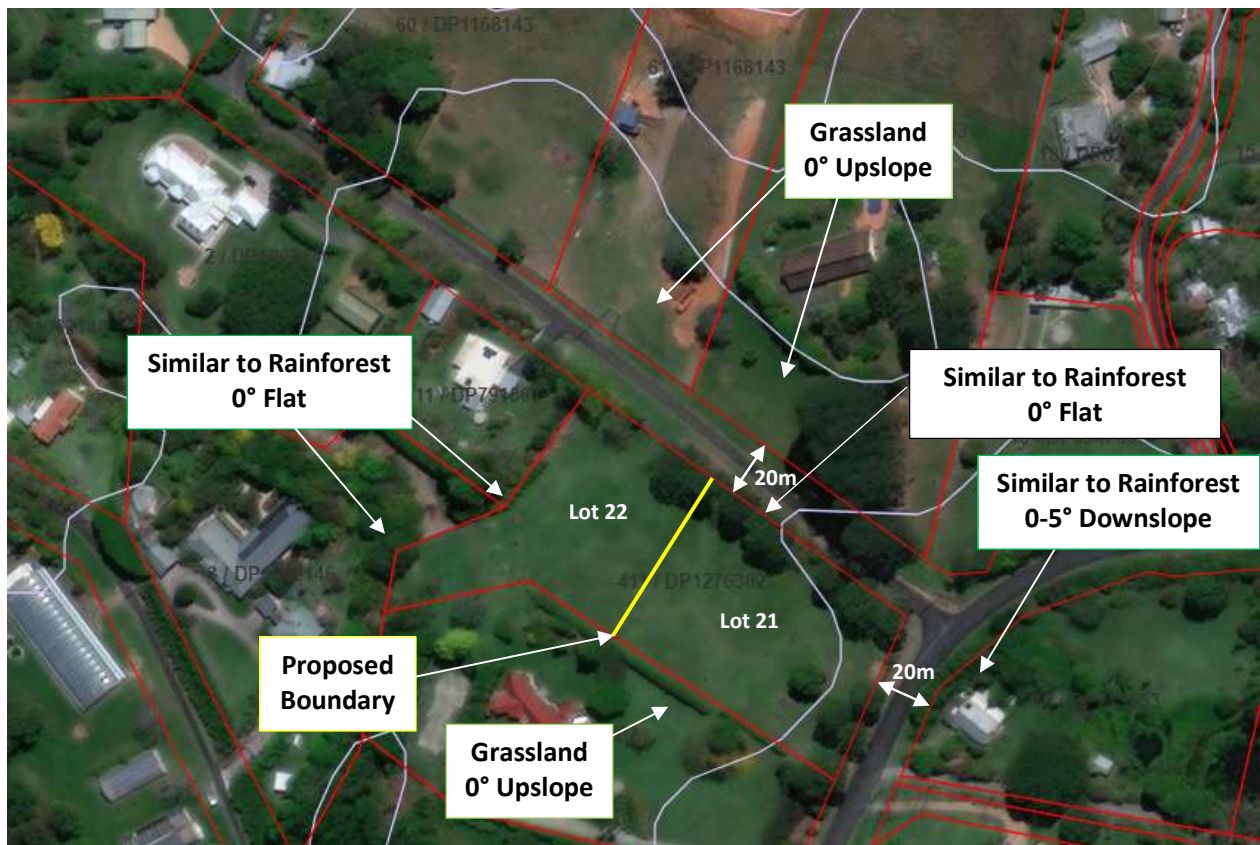 60 / DP1168143
61 / DP1168143
Grassland
0° Upslope
Similar to Rainforest
0° Flat
Similar to Rainforest
0° Flat
20m
Similar to Rainforest
0-5° Downslope
Lot 22
Lot 21
20m
Proposed
Boundary
Grassland
0° Upslope